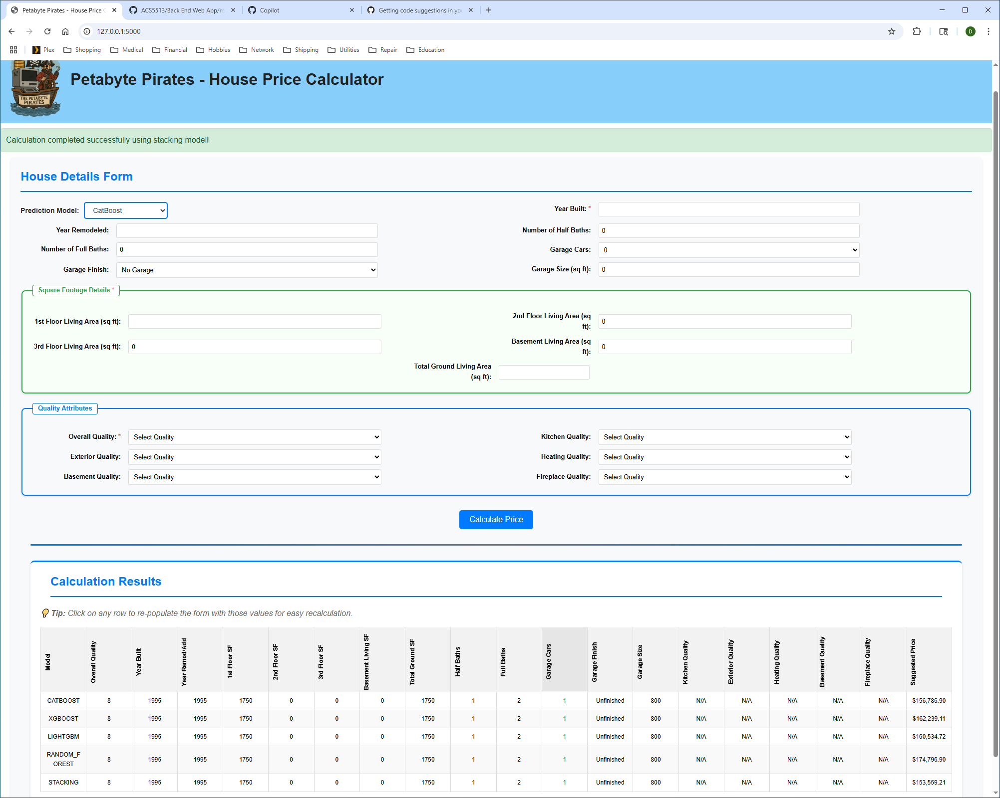 Petabyte Pirates - House Price C
ACS5513/Back End Web App/m
Copilot
Getting code suggestions in yo
127.0.0.1:5000
D
Plex
Shopping
Medical
Financial
Hobbies
Network
Shipping
Utilities
Repair
Education
THE PETABYTE
PIRATES
Petabyte Pirates - House Price Calculator
Calculation completed successfully using stacking model!
House Details Form
Prediction Model: CatBoost
Year Built: *
Year Remodeled:
Number of Half Baths: 0
Number of Full Baths: 0
Garage Cars: 0
Garage Finish: No Garage
Garage Size (sq ft): 0
Square Footage Details *
1st Floor Living Area (sq ft):
2nd Floor Living Area (sq
ft): 0
3rd Floor Living Area (sq ft): 0
Basement Living Area (sq
ft): 0
Total Ground Living Area
(sq ft):
Quality Attributes
Overall Quality: * Select Quality
Kitchen Quality: Select Quality
Exterior Quality: Select Quality
Heating Quality: Select Quality
Basement Quality: Select Quality
Fireplace Quality: Select Quality
Calculate Price
Calculation Results
Tip: Click on any row to re-populate the form with those values for easy recalculation.
Model Overall Quality Year Built Year Remod/Add 1st Floor SF 2nd Floor SF 3rd Floor SF Basement Living SF Total Ground SF Half Baths Full Baths Garage Cars Garage Finish Garage Size Kitchen Quality Exterior Quality Heating Quality Basement Quality Fireplace Quality Suggested Price
CATBOOST 8 1995 1995 1750 0 0 0 1750 1 2 1 Unfinished 800 N/A N/A N/A N/A N/A $156,786.90
XGBOOST 8 1995 1995 1750 0 0 0 1750 1 2 1 Unfinished 800 N/A N/A N/A N/A N/A $162,239.11
LIGHTGBM 8 1995 1995 1750 0 0 0 1750 1 2 1 Unfinished 800 N/A N/A N/A N/A N/A $160,534.72
RANDOM_F
OREST 8 1995 1995 1750 0 0 0 1750 1 2 1 Unfinished 800 N/A N/A N/A N/A N/A $174,796.90
STACKING 8 1995 1995 1750 0 0 0 1750 1 2 1 Unfinished 800 N/A N/A N/A N/A N/A $153,559.21